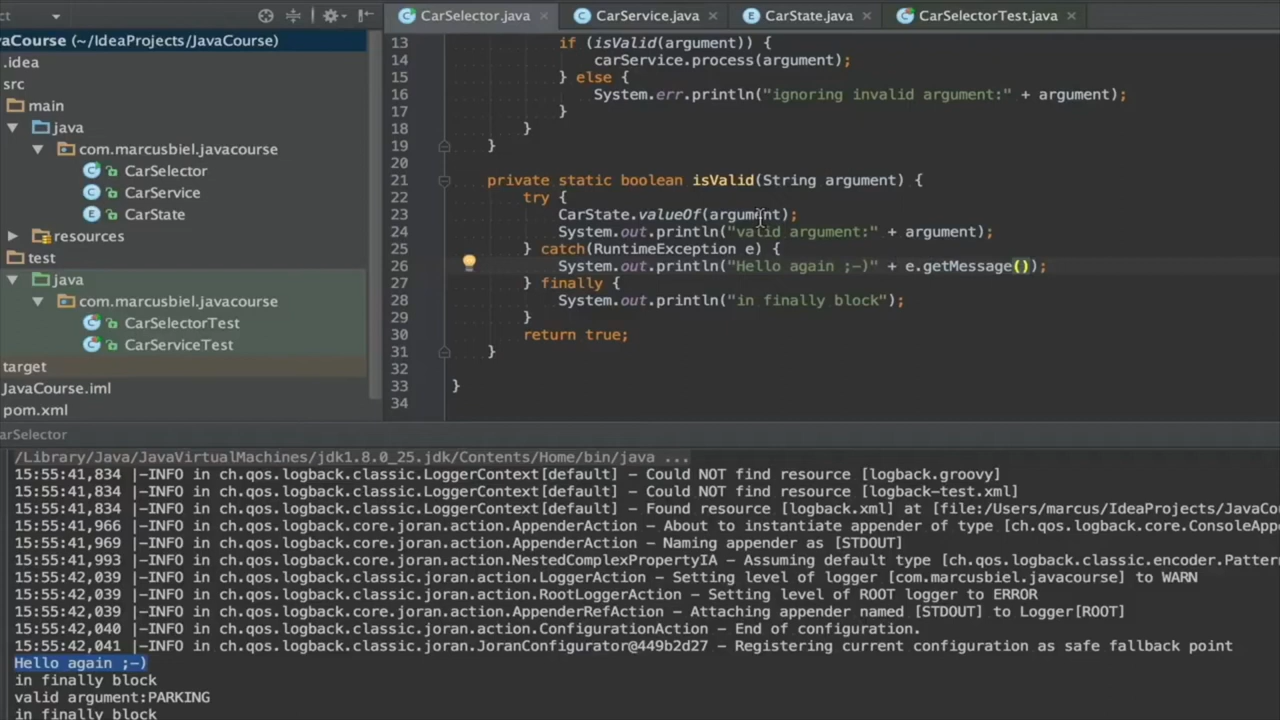 ct
CarSelector.java
CarService.java
CarState.java
CarSelectorTest.java
vaCourse (~/IdeaProjects/JavaCourse)
.idea
src
main
java
com.marcusbiel.javacourse
CarSelector
CarService
CarState
resources
test
java
com.marcusbiel.javacourse
CarSelectorTest
CarServiceTest
target
JavaCourse.iml
pom.xml
13 if (isValid(argument)) {
14 carService.process(argument);
15 } else {
16 System.err.println("ignoring invalid argument:" + argument);
17 }
18 }
19 }
20
21 private static boolean isValid(String argument) {
22 try {
23 CarState.valueOf(argument);
24 System.out.println("valid argument:" + argument);
25 } catch(RuntimeException e) {
26 System.out.println("Hello again ;-)" + e.getMessage());
27 } finally {
28 System.out.println("in finally block");
29 }
30 return true;
31 }
32
33 }
34
arSelector
/Library/Java/JavaVirtualMachines/jdk1.8.0_25.jdk/Contents/Home/bin/java ...
15:55:41,834 |-INFO in ch.qos.logback.classic.LoggerContext[default] - Could NOT find resource [logback.groovy]
15:55:41,834 |-INFO in ch.qos.logback.classic.LoggerContext[default] - Could NOT find resource [logback-test.xml]
15:55:41,834 |-INFO in ch.qos.logback.classic.LoggerContext[default] - Found resource [logback.xml] at [file:/Users/marcus/IdeaProjects/JavaCo
15:55:41,966 |-INFO in ch.qos.logback.core.joran.action.AppenderAction - About to instantiate appender of type [ch.qos.logback.core.ConsoleApp
15:55:41,969 |-INFO in ch.qos.logback.core.joran.action.AppenderAction - Naming appender as [STDOUT]
15:55:41,993 |-INFO in ch.qos.logback.core.joran.action.NestedComplexPropertyIA - Assuming default type [ch.qos.logback.classic.encoder.Patter
15:55:42,039 |-INFO in ch.qos.logback.classic.joran.action.LoggerAction - Setting level of logger [com.marcusbiel.javacourse] to WARN
15:55:42,039 |-INFO in ch.qos.logback.classic.joran.action.RootLoggerAction - Setting level of ROOT logger to ERROR
15:55:42,039 |-INFO in ch.qos.logback.core.joran.action.AppenderRefAction - Attaching appender named [STDOUT] to Logger[ROOT]
15:55:42,040 |-INFO in ch.qos.logback.classic.joran.action.ConfigurationAction - End of configuration.
15:55:42,041 |-INFO in ch.qos.logback.classic.joran.JoranConfigurator@449b2d27 - Registering current configuration as safe fallback point
Hello again ;-)
in finally block
valid argument:PARKING
in finally block